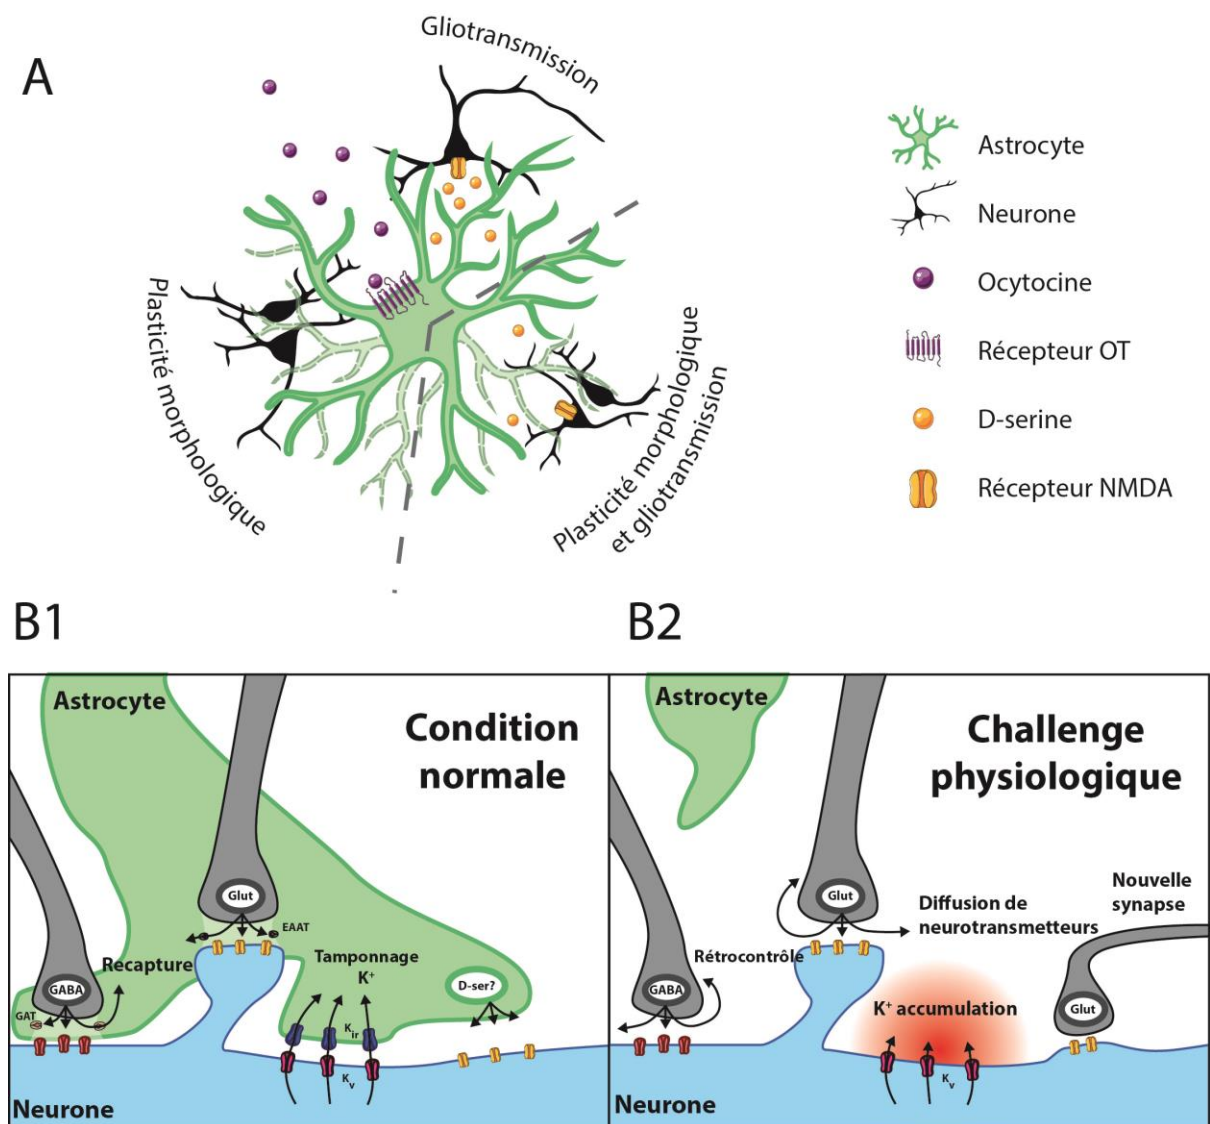 A
Gliotransmission
Plasticité morphologique
Plasticité morphologique
et gliotransmission
Astrocyte
Neurone
Ocytocine
Récepteur OT
D-serine
Récepteur NMDA
B1
Astrocyte
Condition
normale
Glut
EAAT
Recapture
Tamponnage
K⁺
GABA
D-ser?
GAT
Kir
Kv
Neurone
B2
Astrocyte
Challenge
physiologique
Glut
Nouvelle
synapse
Diffusion de
neurotransmetteurs
Rétrocontrôle
GABA
K⁺ accumulation
Glut
Kv
Neurone